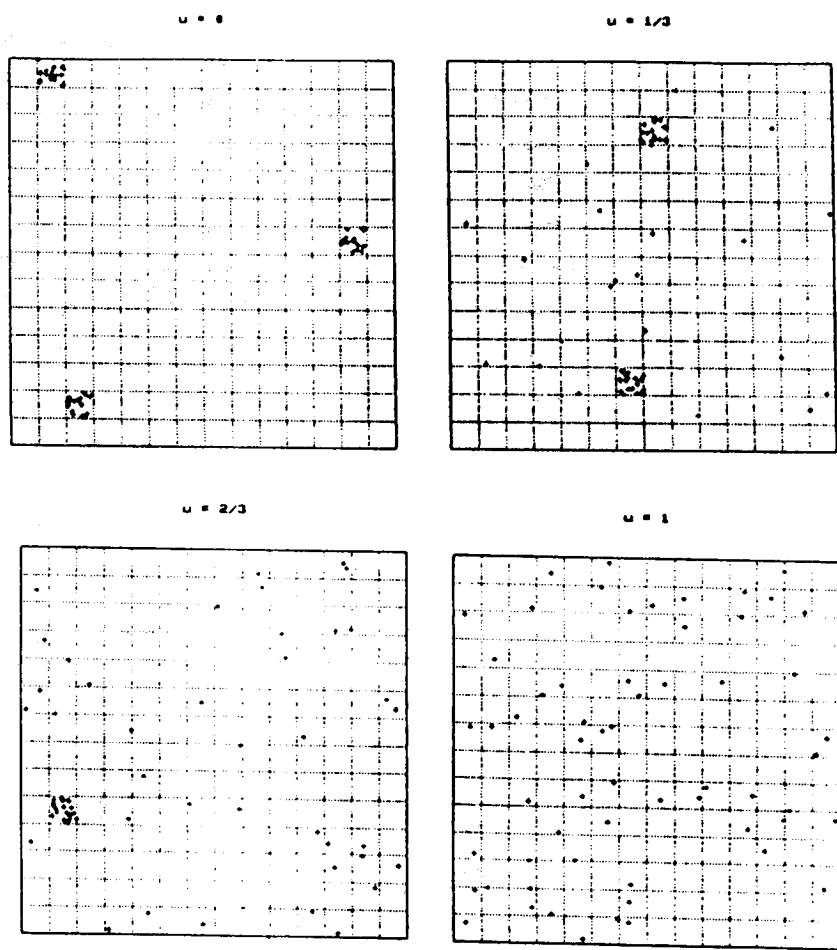 u = 0
u = 1/3
u = 2/3
u = 1